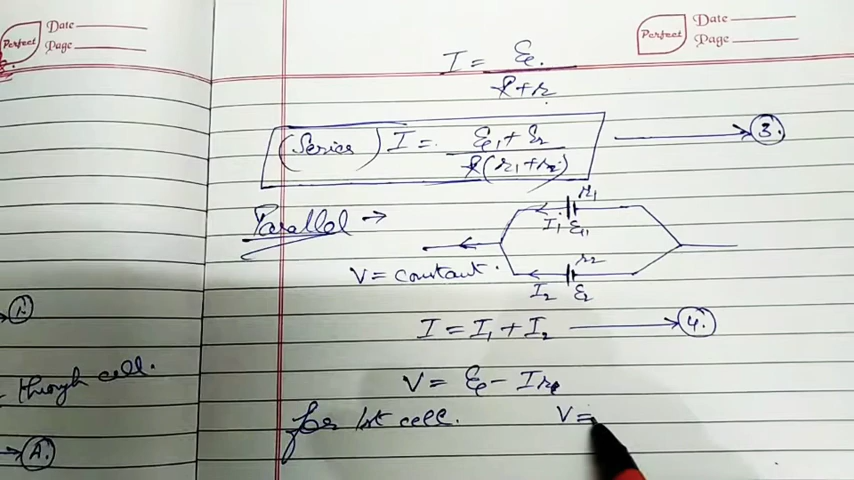 Perfect
Date
Page
Perfect
Date
Page
I = ε / R+r
(Series) I = ε1 + ε2 / R(r1+r2) → 3.
Parallel →
r1
I1 ε1
V = constant.
r2
I2 ε2
I = I1 + I2 → 4.
V = ε - Ir
for 1st cell. V =
1.
through cell.
A.